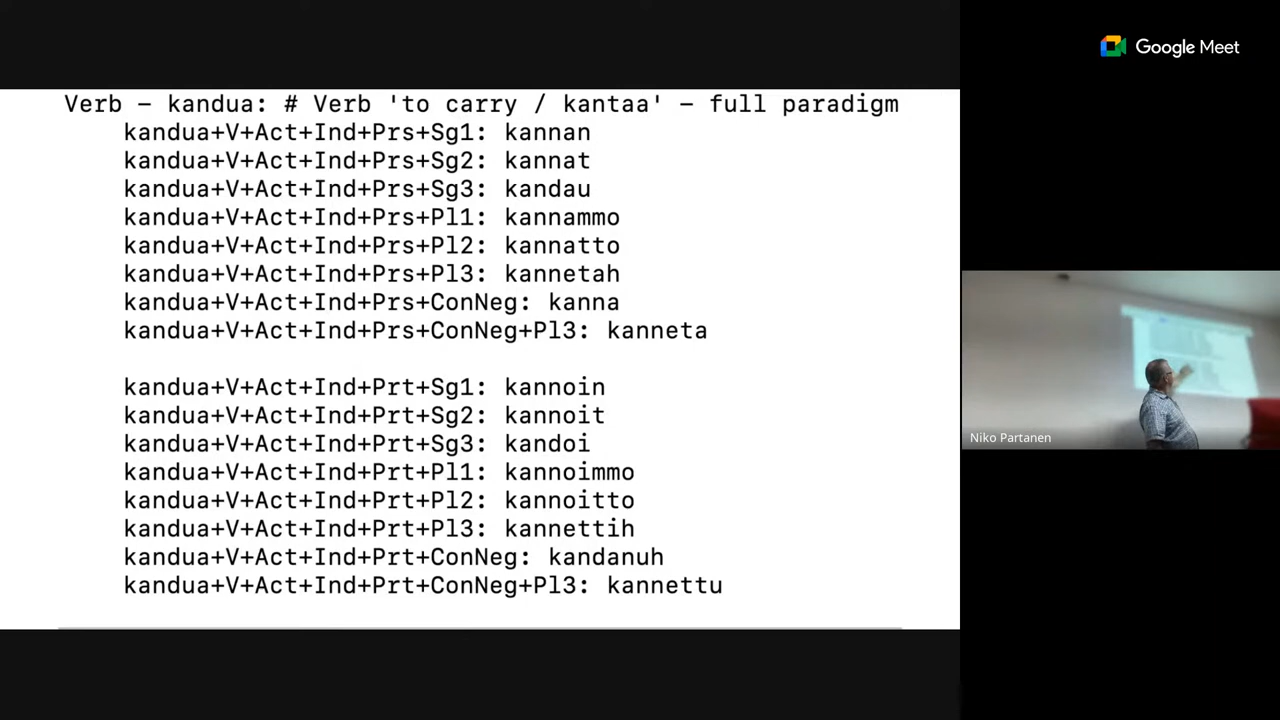 Verb – kandua: # Verb 'to carry / kantaa' – full paradigm
kandua+V+Act+Ind+Prs+Sg1: kannan
kandua+V+Act+Ind+Prs+Sg2: kannat
kandua+V+Act+Ind+Prs+Sg3: kandau
kandua+V+Act+Ind+Prs+Pl1: kannammo
kandua+V+Act+Ind+Prs+Pl2: kannatto
kandua+V+Act+Ind+Prs+Pl3: kannetah
kandua+V+Act+Ind+Prs+ConNeg: kanna
kandua+V+Act+Ind+Prs+ConNeg+Pl3: kanneta
kandua+V+Act+Ind+Prt+Sg1: kannoin
kandua+V+Act+Ind+Prt+Sg2: kannoit
kandua+V+Act+Ind+Prt+Sg3: kandoi
kandua+V+Act+Ind+Prt+Pl1: kannoimmo
kandua+V+Act+Ind+Prt+Pl2: kannoitto
kandua+V+Act+Ind+Prt+Pl3: kannettih
kandua+V+Act+Ind+Prt+ConNeg: kandanuh
kandua+V+Act+Ind+Prt+ConNeg+Pl3: kannettu
Google Meet
Niko Partanen